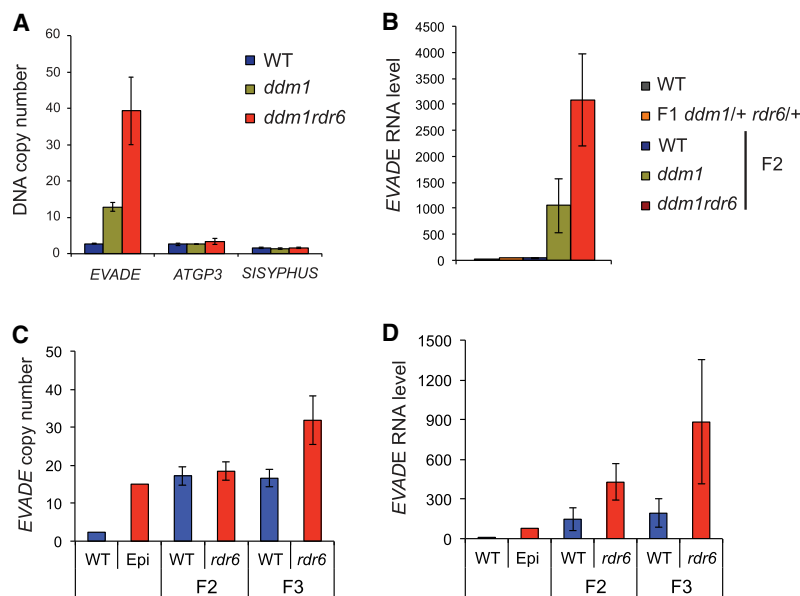 A
DNA copy number
60
50
40
30
20
10
0
EVADE ATGP3 SISYPHUS
WT
ddm1
ddm1rdr6
B
EVADE RNA level
4500
4000
3500
3000
2500
2000
1500
1000
500
0
WT
F1 ddm1/+ rdr6/+
WT
ddm1
ddm1rdr6
F2
C
EVADE copy number
50
40
30
20
10
0
WT Epi WT rdr6 WT rdr6
F2 F3
D
EVADE RNA level
1500
1200
900
600
300
0
WT Epi WT rdr6 WT rdr6
F2 F3